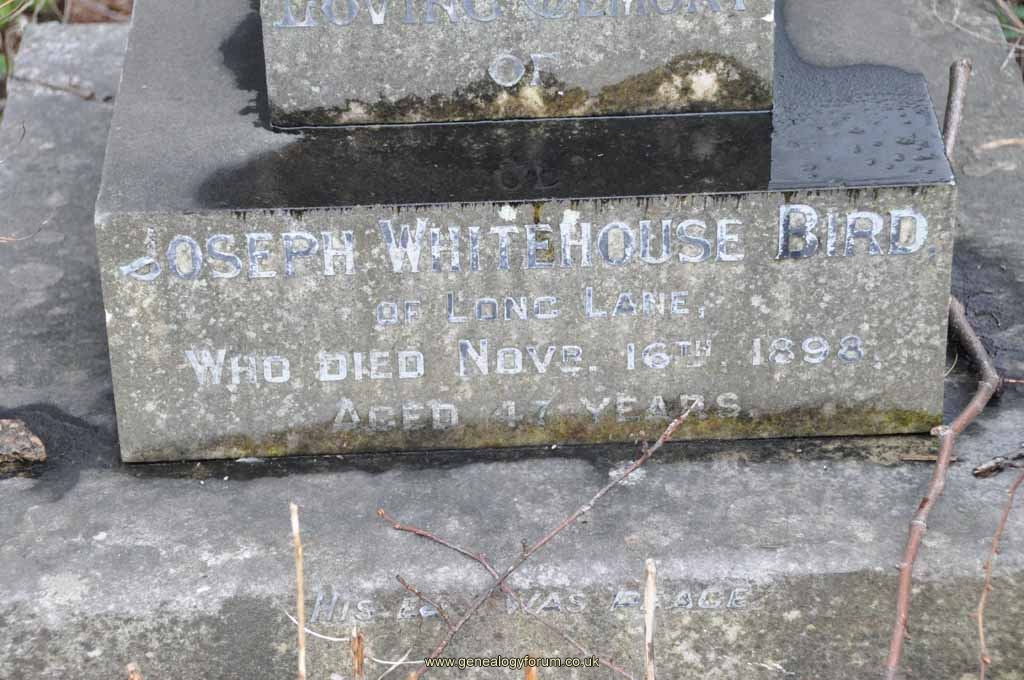 Loving Memory
OF
Joseph Whitehouse Bird,
of Long Lane,
Who died Novr. 16th 1898.
Aged 47 years
His end was peace
www.genealogyforum.co.uk